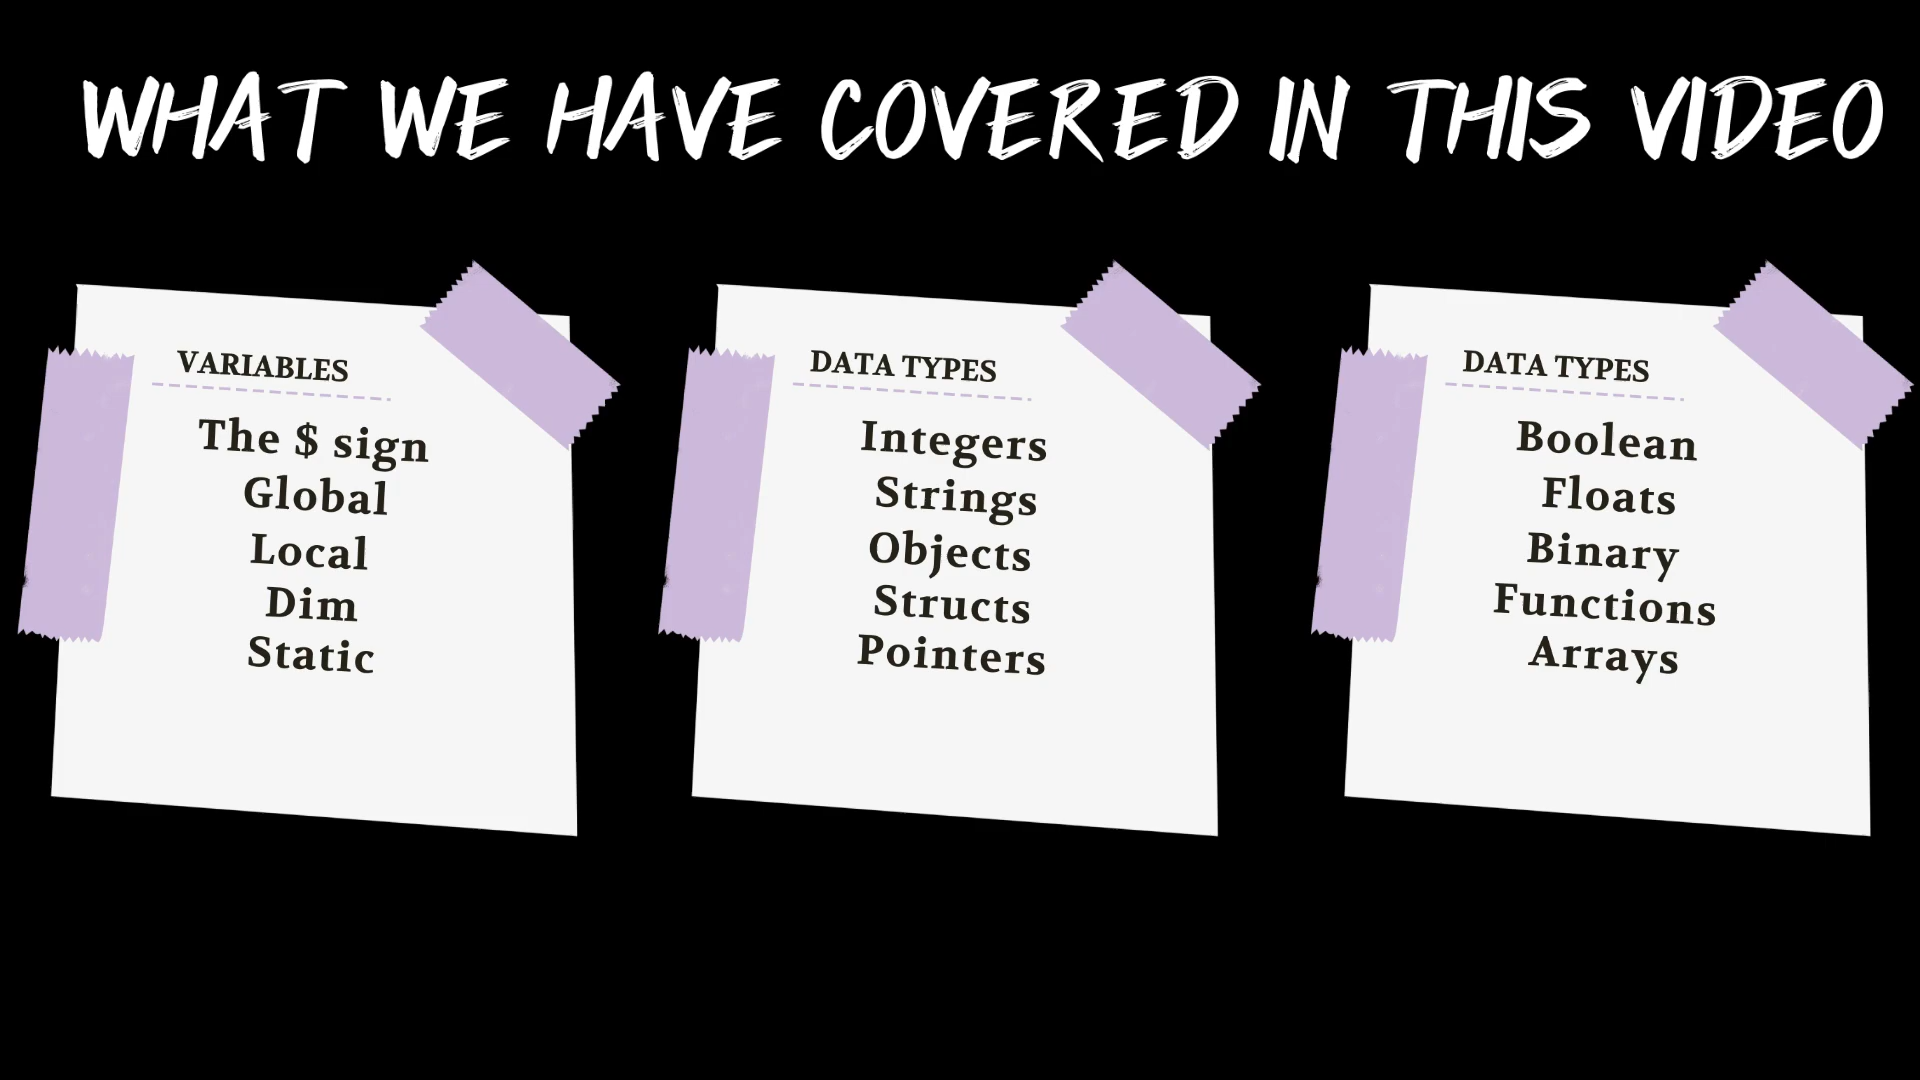 WHAT WE HAVE COVERED IN THIS VIDEO
VARIABLES
The $ sign
Global
Local
Dim
Static
DATA TYPES
Integers
Strings
Objects
Structs
Pointers
DATA TYPES
Boolean
Floats
Binary
Functions
Arrays